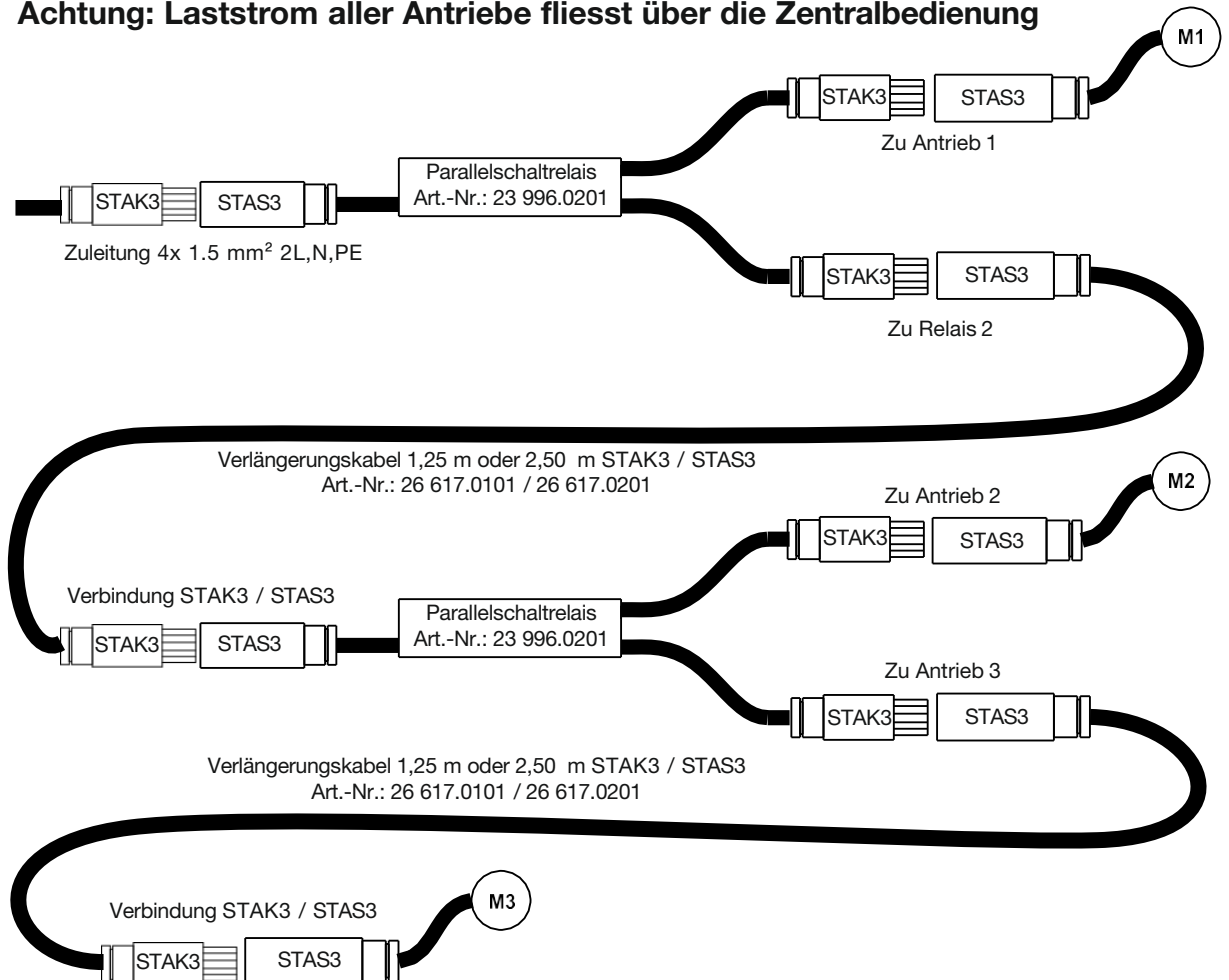 Achtung: Laststrom aller Antriebe fliesst über die Zentralbedienung
M1
STAK3
STAS3
Zu Antrieb 1
Parallelschaltrelais
Art.-Nr.: 23 996.0201
STAK3
STAS3
Zuleitung 4x 1.5 mm² 2L,N,PE
STAK3
STAS3
Zu Relais 2
Verlängerungskabel 1,25 m oder 2,50 m STAK3 / STAS3
Art.-Nr.: 26 617.0101 / 26 617.0201
M2
Zu Antrieb 2
STAK3
STAS3
Verbindung STAK3 / STAS3
Parallelschaltrelais
Art.-Nr.: 23 996.0201
STAK3
STAS3
Zu Antrieb 3
STAK3
STAS3
Verlängerungskabel 1,25 m oder 2,50 m STAK3 / STAS3
Art.-Nr.: 26 617.0101 / 26 617.0201
M3
Verbindung STAK3 / STAS3
STAK3
STAS3